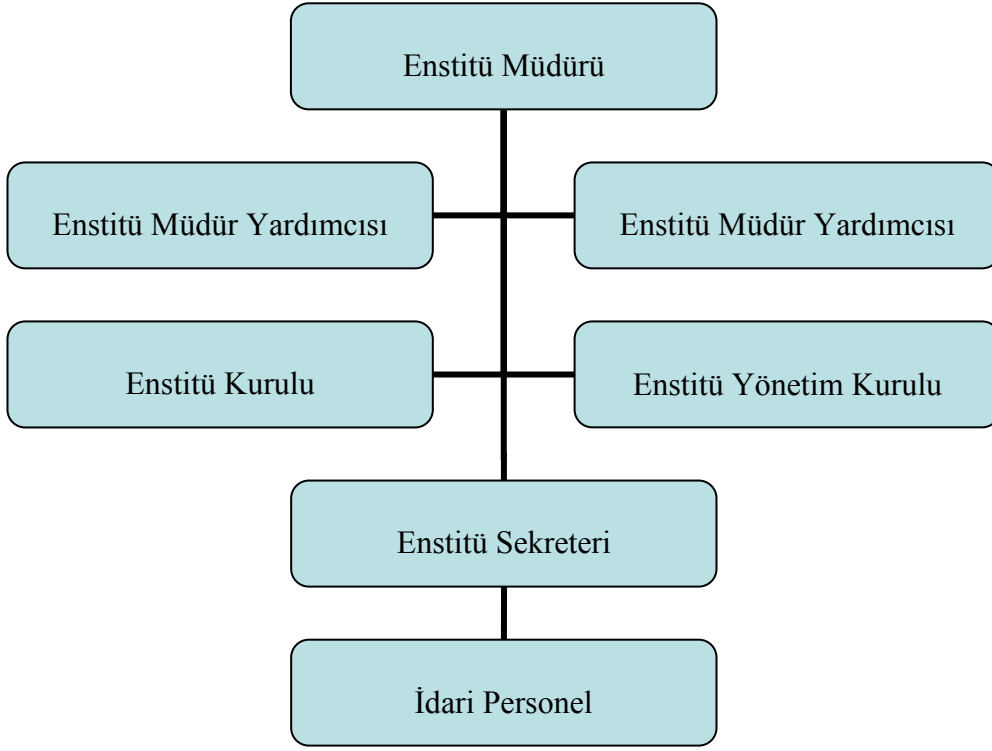 Enstitü Müdürü
Enstitü Müdür Yardımcısı
Enstitü Müdür Yardımcısı
Enstitü Kurulu
Enstitü Yönetim Kurulu
Enstitü Sekreteri
İdari Personel